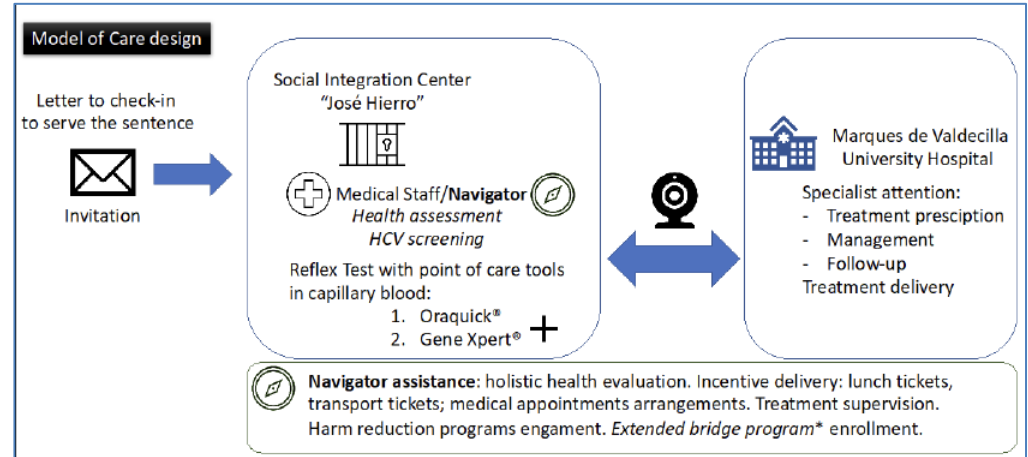 Model of Care design
Letter to check-in
to serve the sentence
Invitation
Social Integration Center
“José Hierro”
Medical Staff/Navigator
Health assessment
HCV screening
Reflex Test with point of care tools
in capillary blood:
1. Oraquick®
2. Gene Xpert®
Marques de Valdecilla
University Hospital
Specialist attention:
- Treatment presciption
- Management
- Follow-up
Treatment delivery
Navigator assistance: holistic health evaluation. Incentive delivery: lunch tickets,
transport tickets; medical appointments arrangements. Treatment supervision.
Harm reduction programs engament. Extended bridge program* enrollment.